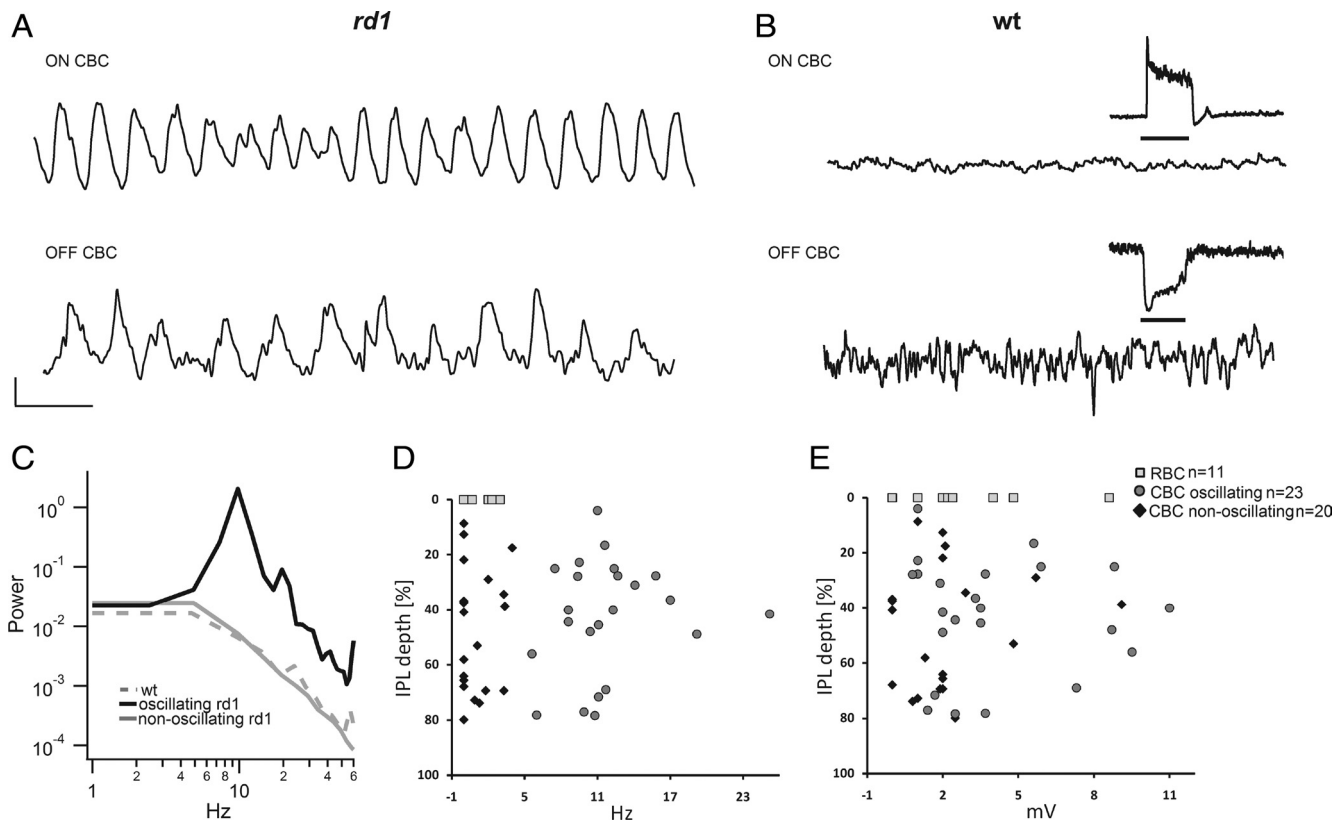 A
rd1
B
wt
ON CBC
ON CBC
OFF CBC
OFF CBC
C
Power
10^0
10^-1
10^-2
10^-3
10^-4
wt
oscillating rd1
non-oscillating rd1
1 2 4 6 8 10 2 4 6
Hz
D
IPL depth [%]
0
20
40
60
80
100
-1 5 11 17 23
Hz
E
RBC n=11
CBC oscillating n=23
CBC non-oscillating n=20
IPL depth [%]
0
20
40
60
80
100
-1 2 5 8 11
mV